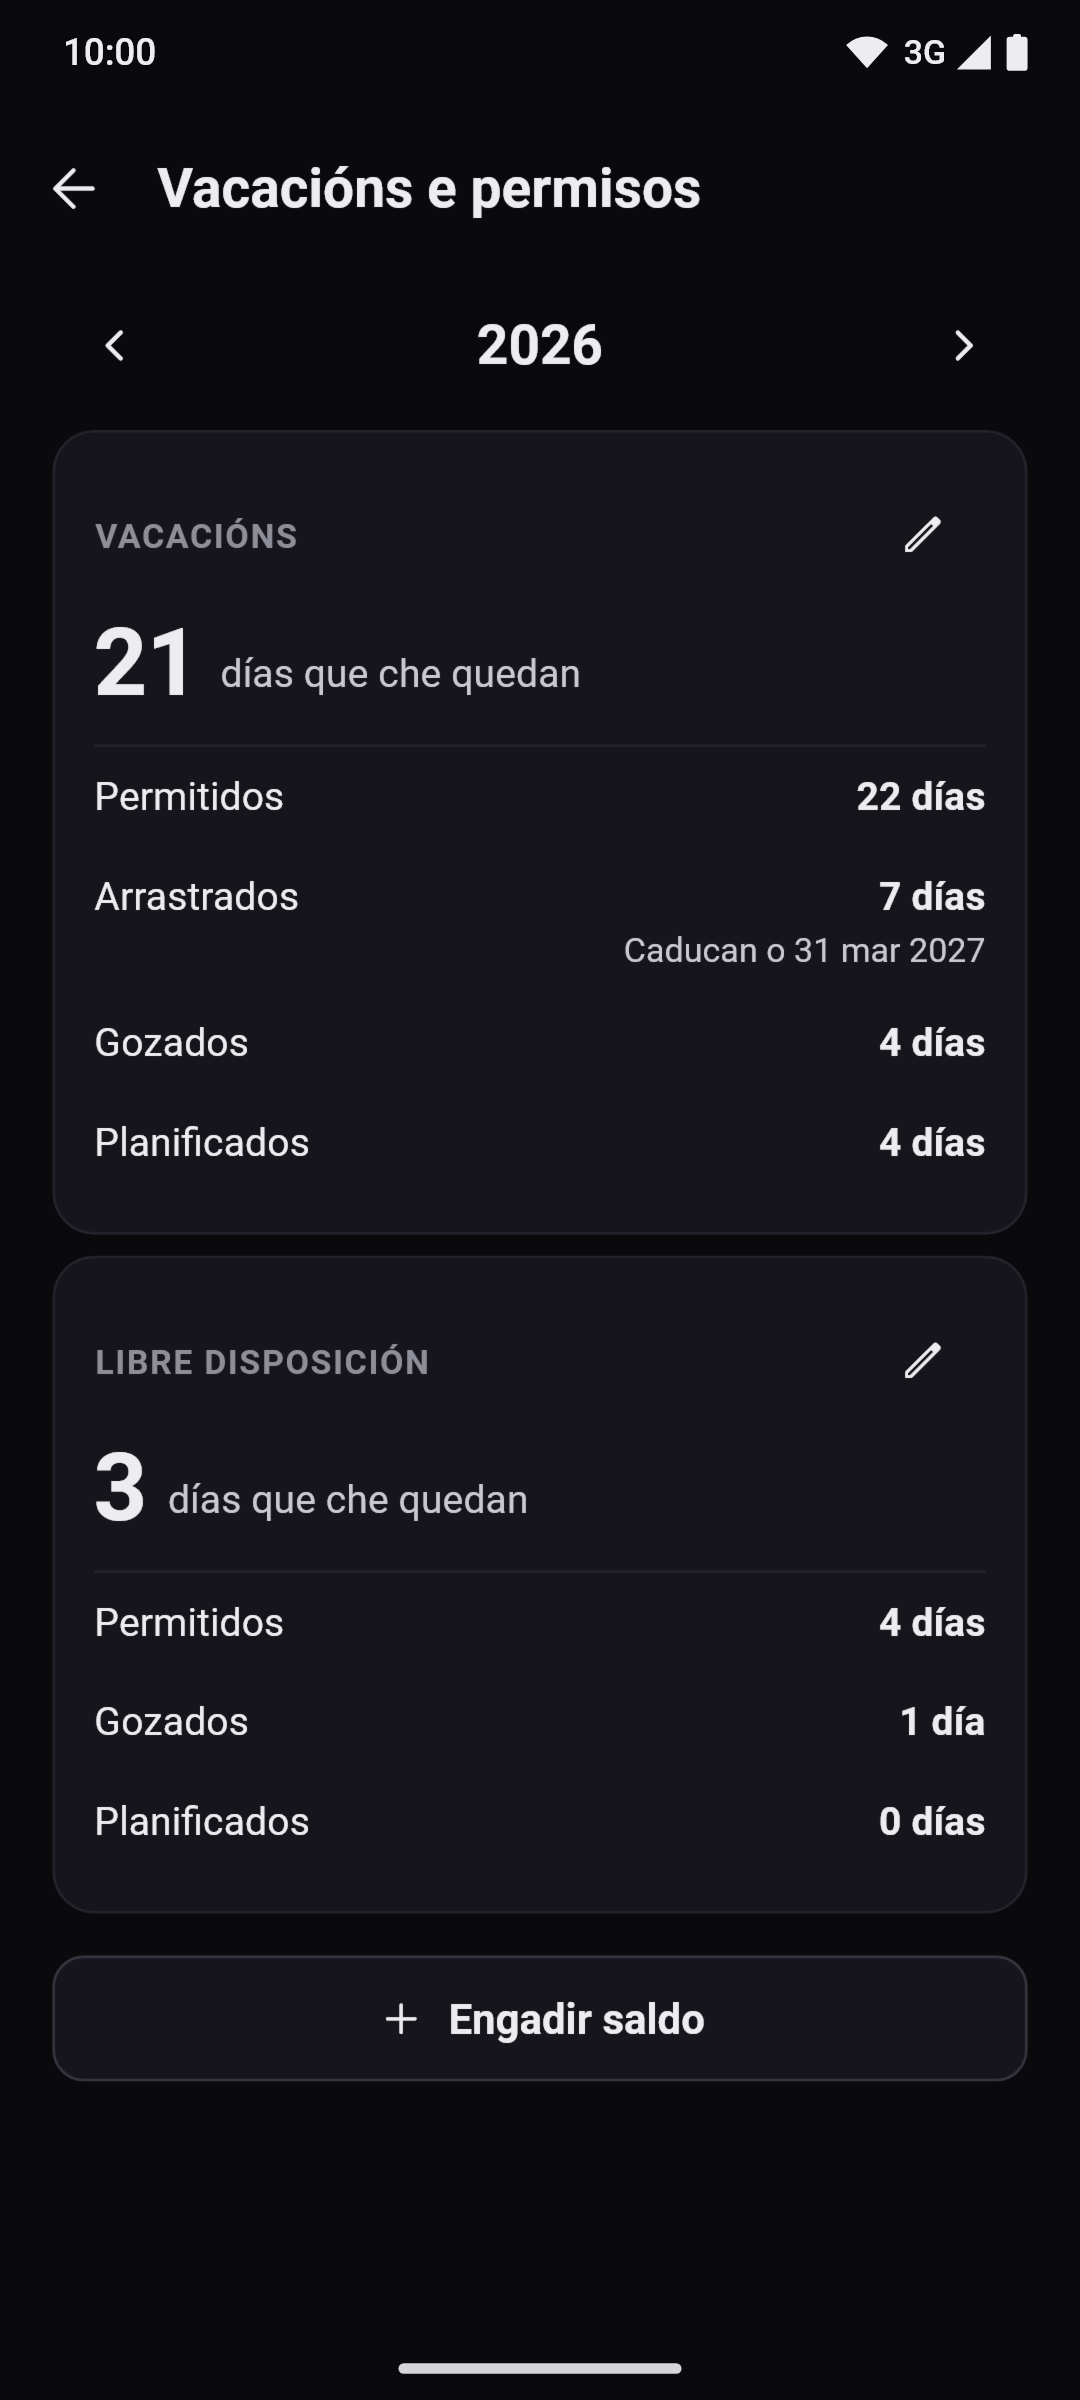 10:00
3G
Vacacións e permisos
2026
VACACIÓNS
21 días que che quedan
Permitidos 22 días
Arrastrados 7 días
Caducan o 31 mar 2027
Gozados 4 días
Planificados 4 días
LIBRE DISPOSICIÓN
3 días que che quedan
Permitidos 4 días
Gozados 1 día
Planificados 0 días
Engadir saldo